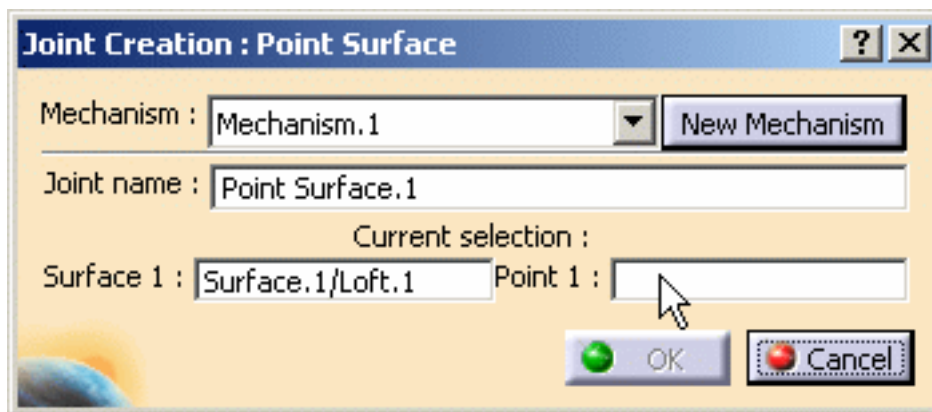 Joint Creation : Point Surface ? X
Mechanism : Mechanism.1 New Mechanism
Joint name : Point Surface.1
Current selection :
Surface 1 : Surface.1/Loft.1 Point 1 :
OK Cancel